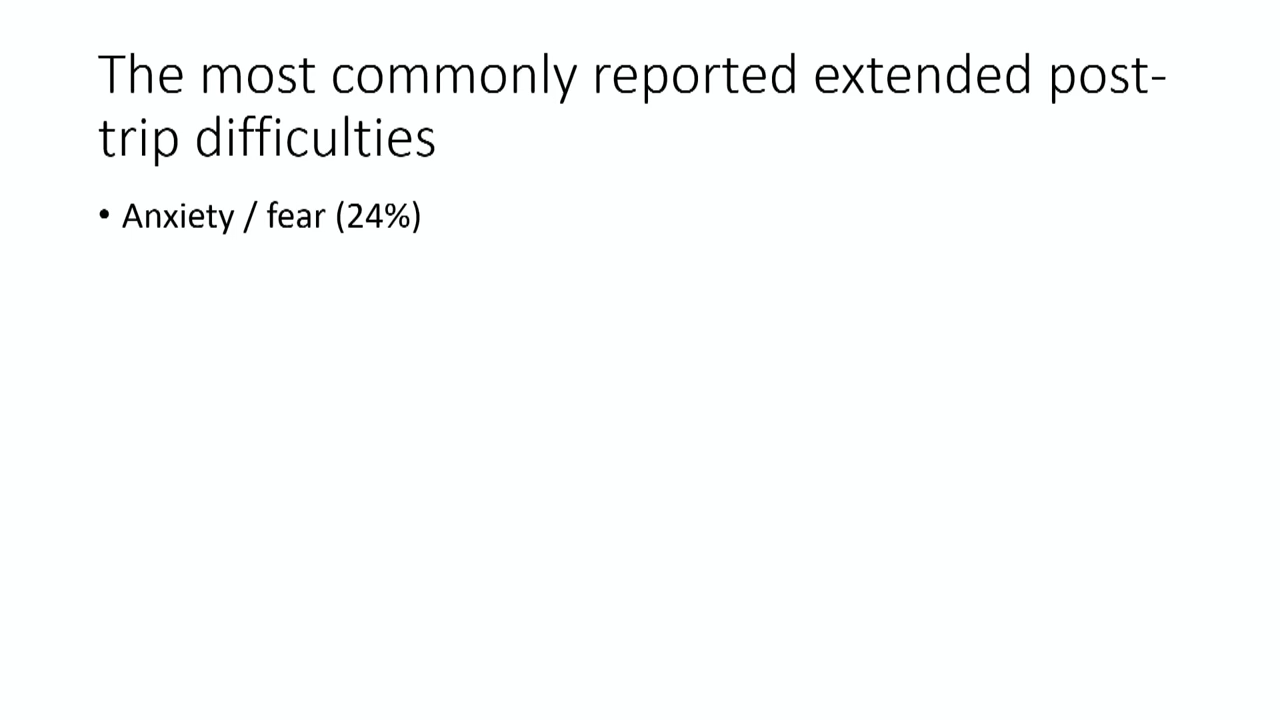 The most commonly reported extended post-
trip difficulties
• Anxiety / fear (24%)